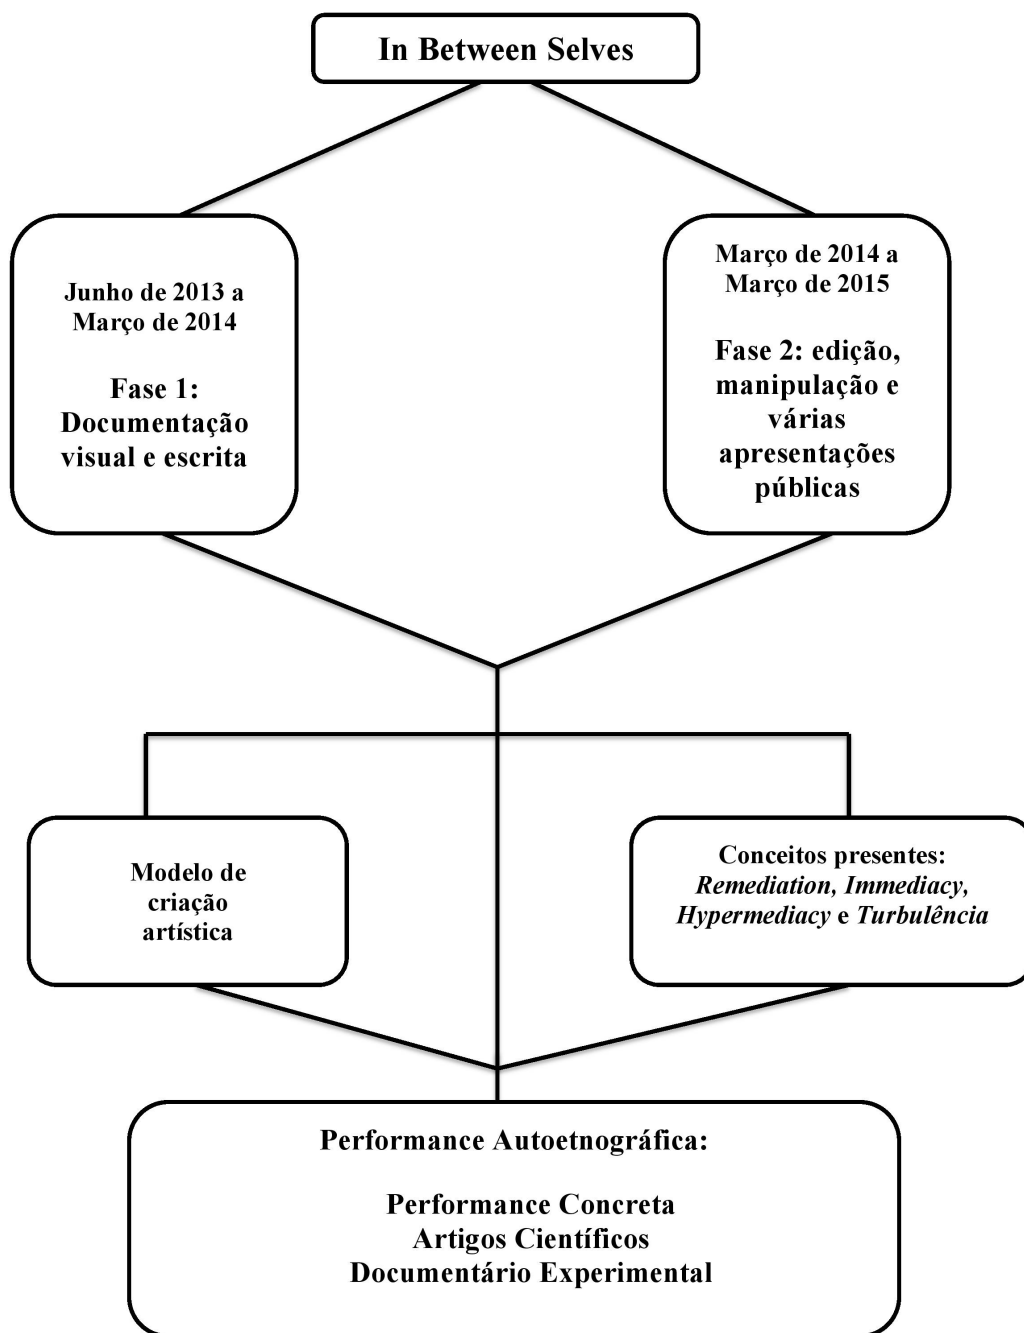 In Between Selves
Junho de 2013 a
Março de 2014
Fase 1:
Documentação
visual e escrita
Março de 2014 a
Março de 2015
Fase 2: edição,
manipulação e
várias
apresentações
públicas
Modelo de
criação
artística
Conceitos presentes:
Remediation, Immediacy,
Hypermediacy e Turbulência
Performance Autoetnográfica:
Performance Concreta
Artigos Científicos
Documentário Experimental